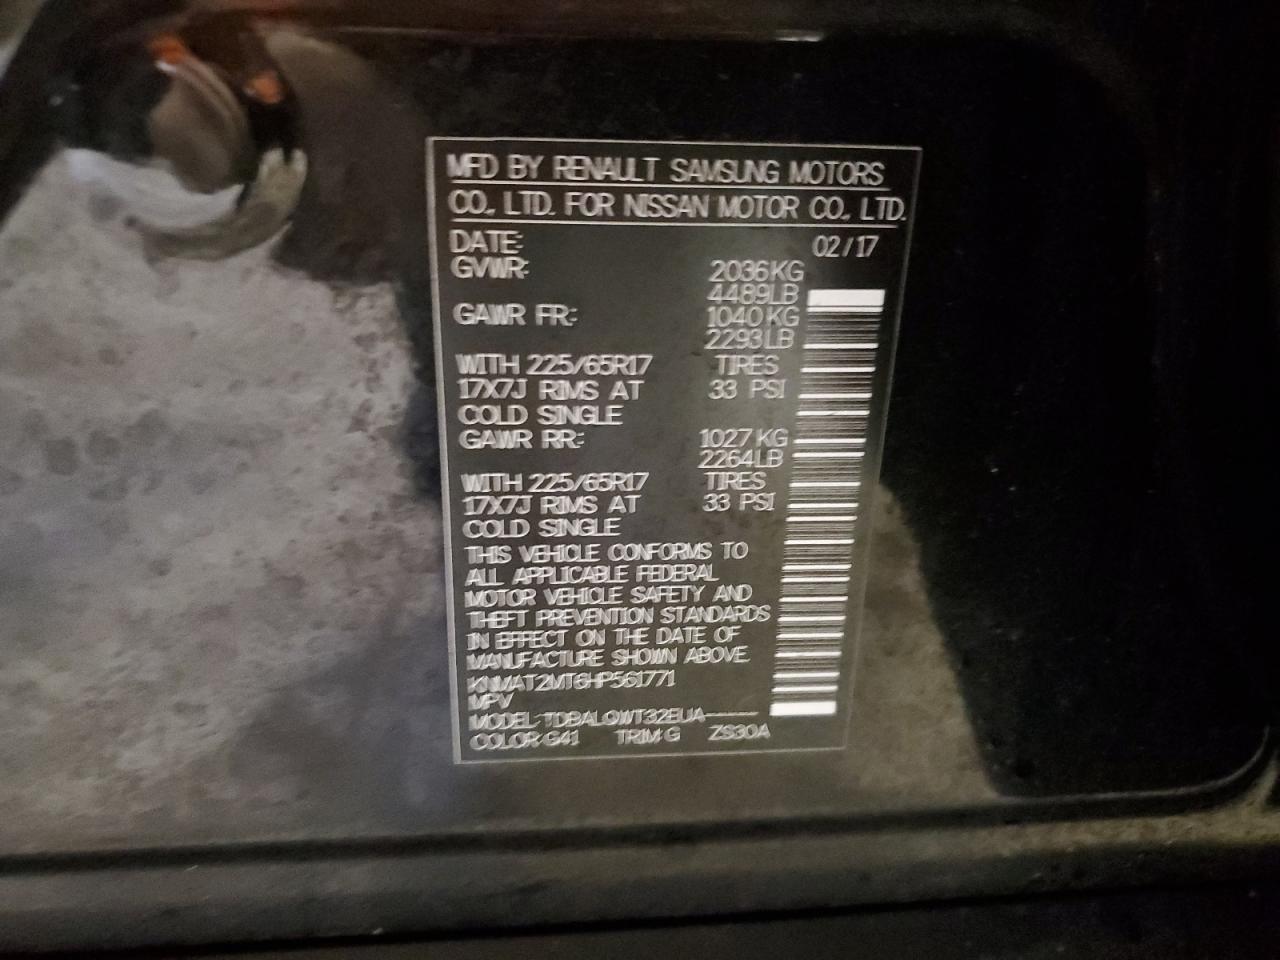 MFD BY RENAULT SAMSUNG MOTORS
CO., LTD. FOR NISSAN MOTOR CO., LTD.
DATE: 02/17
GVWR: 2036KG
4489LB
GAWR FR: 1040KG
2293LB
WITH 225/65R17 TIRES
17X7J RIMS AT 33 PSI
COLD SINGLE
GAWR RR: 1027KG
2264LB
WITH 225/65R17 TIRES
17X7J RIMS AT 33 PSI
COLD SINGLE
THIS VEHICLE CONFORMS TO
ALL APPLICABLE FEDERAL
MOTOR VEHICLE SAFETY AND
THEFT PREVENTION STANDARDS
IN EFFECT ON THE DATE OF
MANUFACTURE SHOWN ABOVE
KNMAT2MT6HP561771
MPV
MODEL: TDBALQWT32EUA-----
COLOR: G41 TRIM: G ZS30A